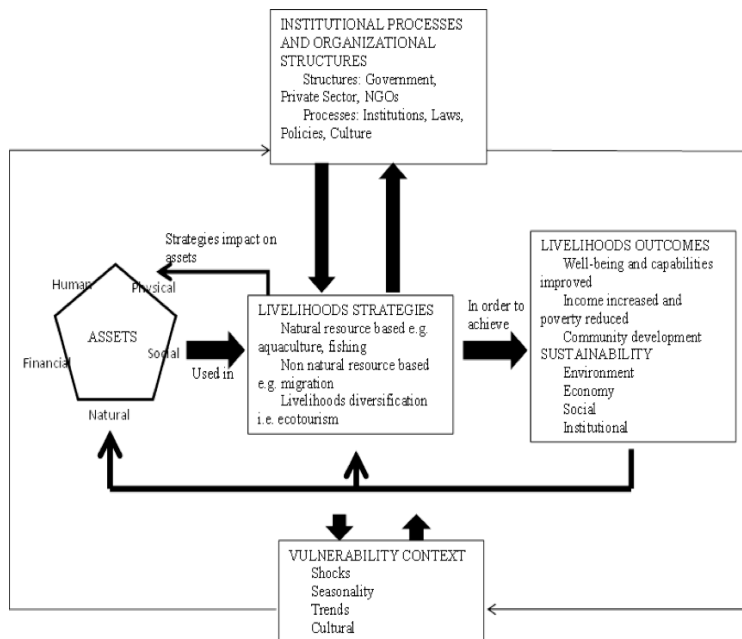 INSTITUTIONAL PROCESSES
AND ORGANIZATIONAL
STRUCTURES
Structures: Government,
Private Sector, NGOs
Processes: Institutions, Laws,
Policies, Culture
Strategies impact on
assets
Human
Physical
ASSETS
Financial
Social
Natural
Used in
LIVELIHOODS STRATEGIES
Natural resource based e.g.
aquaculture, fishing
Non natural resource based
e.g. migration
Livelihoods diversification
i.e. ecotourism
In order to
achieve
LIVELIHOODS OUTCOMES
Well-being and capabilities
improved
Income increased and
poverty reduced
Community development
SUSTAINABILITY
Environment
Economy
Social
Institutional
VULNERABILITY CONTEXT
Shocks
Seasonality
Trends
Cultural